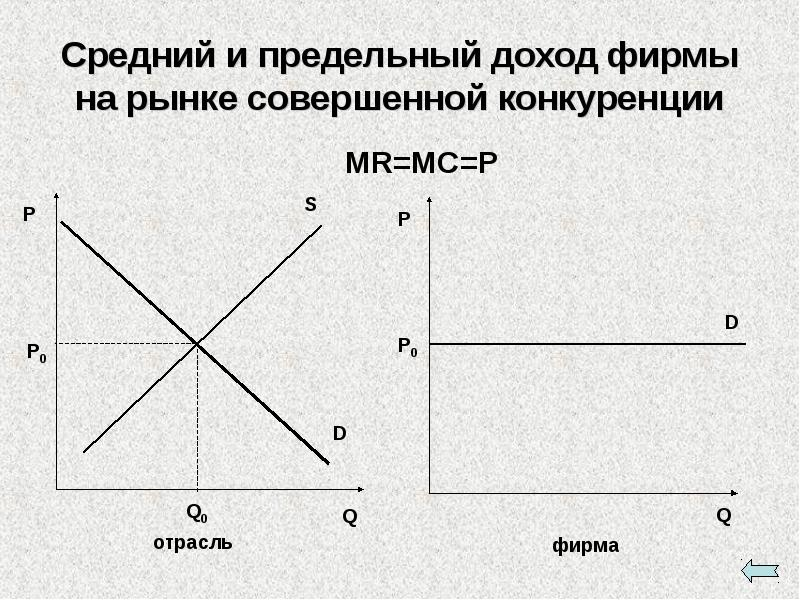 Средний и предельный доход фирмы
на рынке совершенной конкуренции
MR=MC=P
P
S
P₀
D
Q₀
Q
отрасль
P
D
P₀
Q
фирма